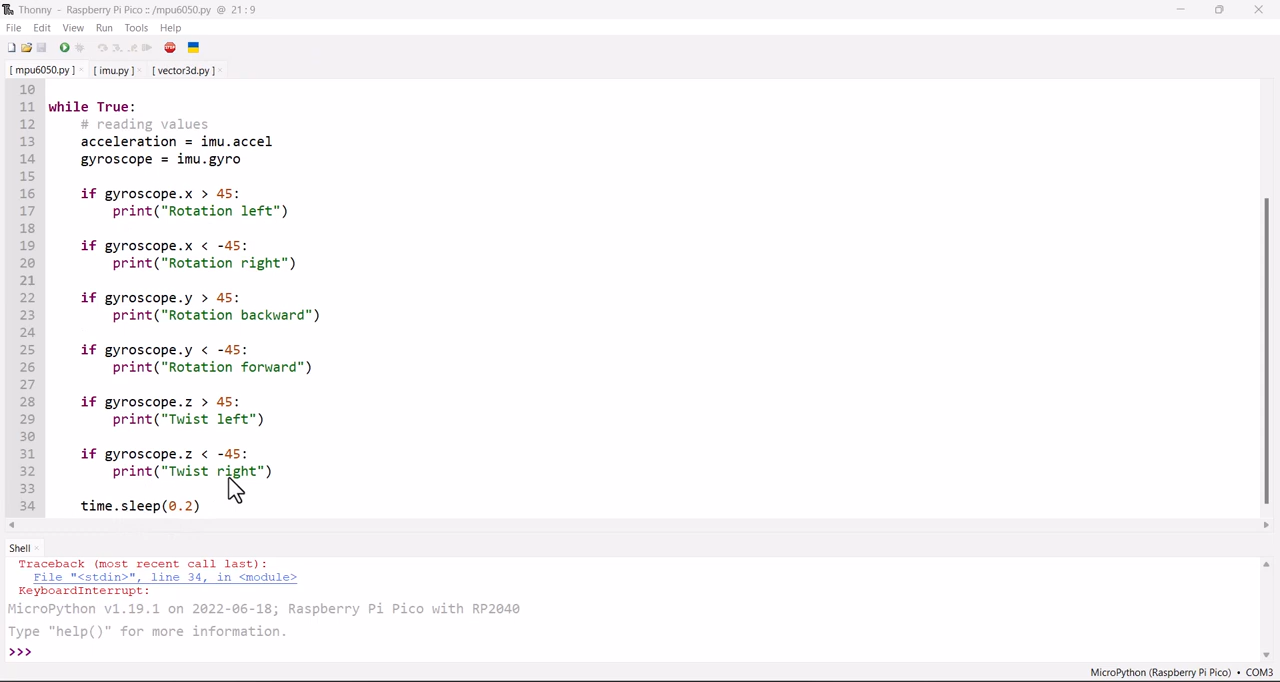 Thonny - Raspberry Pi Pico :: /mpu6050.py @ 21 : 9
File Edit View Run Tools Help
[ mpu6050.py ] × [ imu.py ] × [ vector3d.py ] ×
10
11 while True:
12 # reading values
13 acceleration = imu.accel
14 gyroscope = imu.gyro
15
16 if gyroscope.x > 45:
17 print("Rotation left")
18
19 if gyroscope.x < -45:
20 print("Rotation right")
21
22 if gyroscope.y > 45:
23 print("Rotation backward")
24
25 if gyroscope.y < -45:
26 print("Rotation forward")
27
28 if gyroscope.z > 45:
29 print("Twist left")
30
31 if gyroscope.z < -45:
32 print("Twist right")
33
34 time.sleep(0.2)
Shell ×
Traceback (most recent call last):
File "<stdin>", line 34, in <module>
KeyboardInterrupt:
MicroPython v1.19.1 on 2022-06-18; Raspberry Pi Pico with RP2040
Type "help()" for more information.
>>>
MicroPython (Raspberry Pi Pico) • COM3